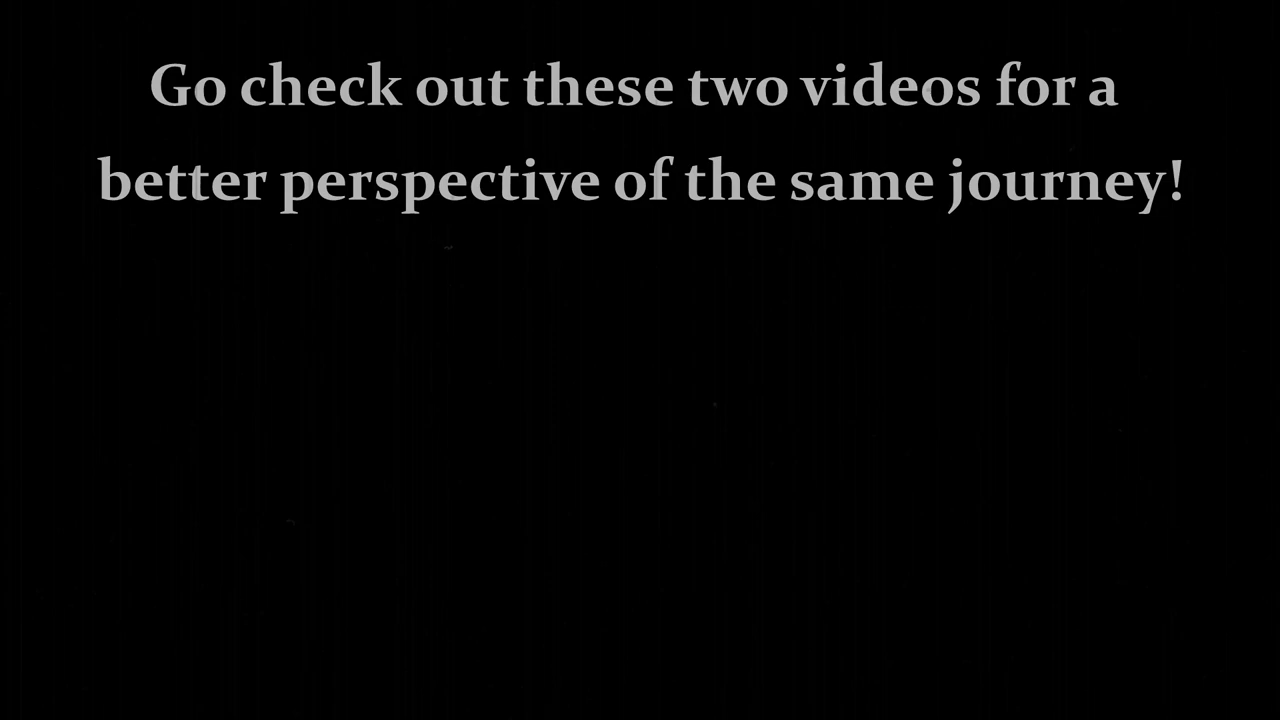 Go check out these two videos for a
better perspective of the same journey!